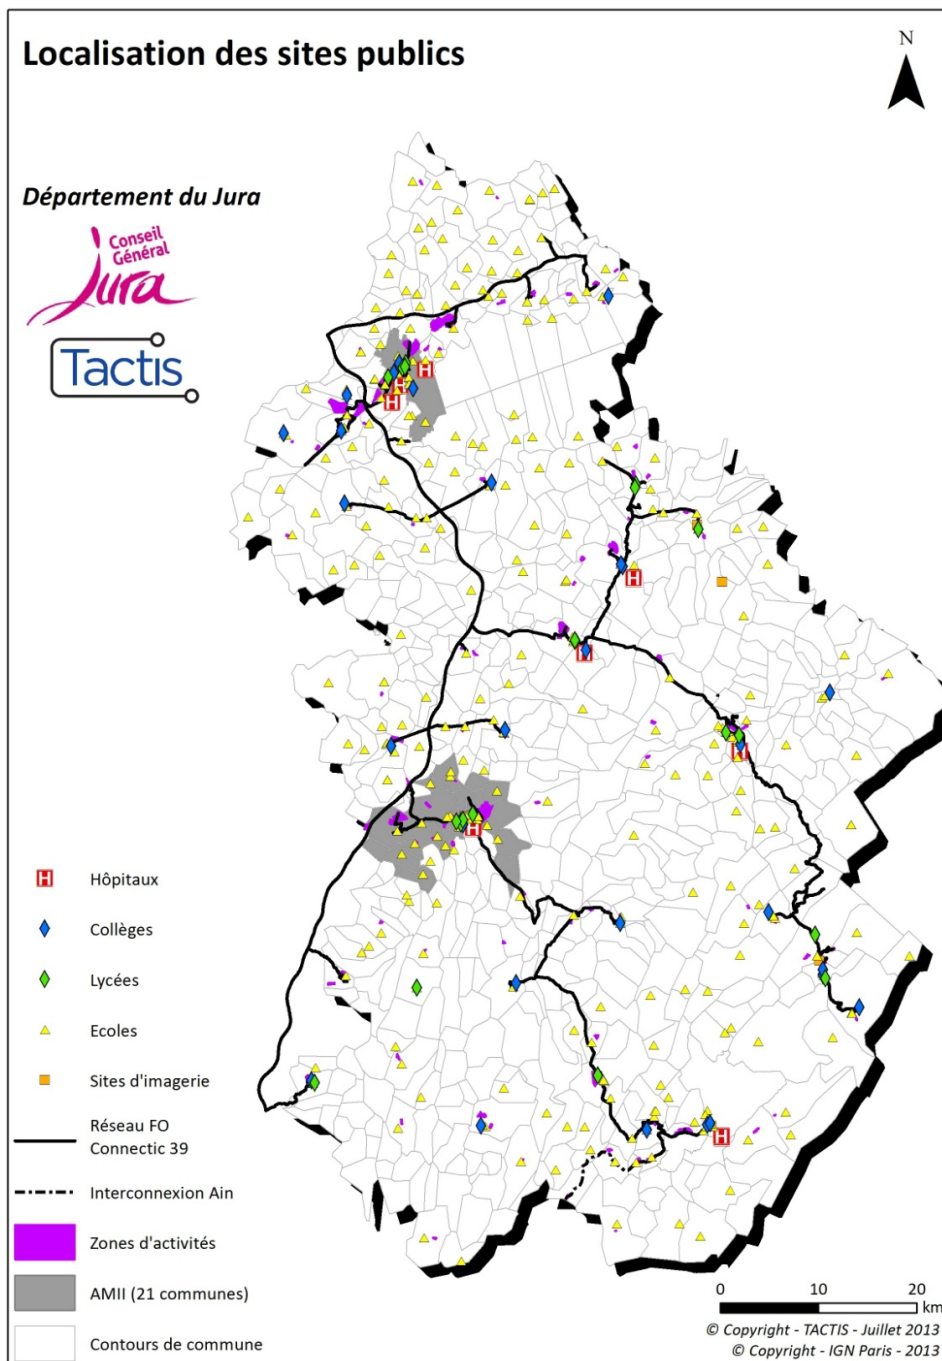 Localisation des sites publics
N
Département du Jura
Conseil
Général
Jura
Tactis
H
H
H
H
H
H
H
H
H Hôpitaux
Collèges
Lycées
Ecoles
Sites d'imagerie
Réseau FO
Connectic 39
Interconnexion Ain
Zones d'activités
AMII (21 communes)
Contours de commune
0 10 20
km
© Copyright - TACTIS - Juillet 2013
© Copyright - IGN Paris - 2013